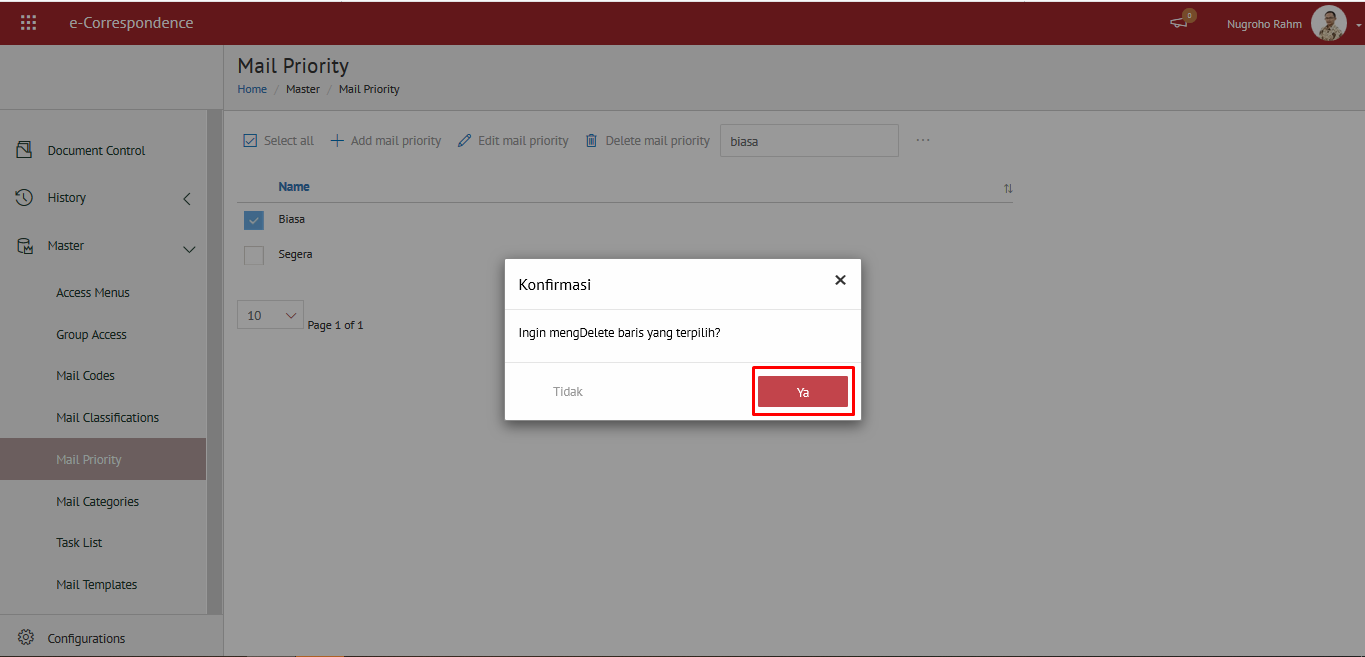 e-Correspondence
0
Nugroho Rahm
Mail Priority
Home / Master / Mail Priority
Document Control
History
Master
Access Menus
Group Access
Mail Codes
Mail Classifications
Mail Priority
Mail Categories
Task List
Mail Templates
Configurations
Select all
Add mail priority
Edit mail priority
Delete mail priority
biasa
...
Name
Biasa
Segera
10
Page 1 of 1
Konfirmasi
Ingin mengDelete baris yang terpilih?
Tidak
Ya